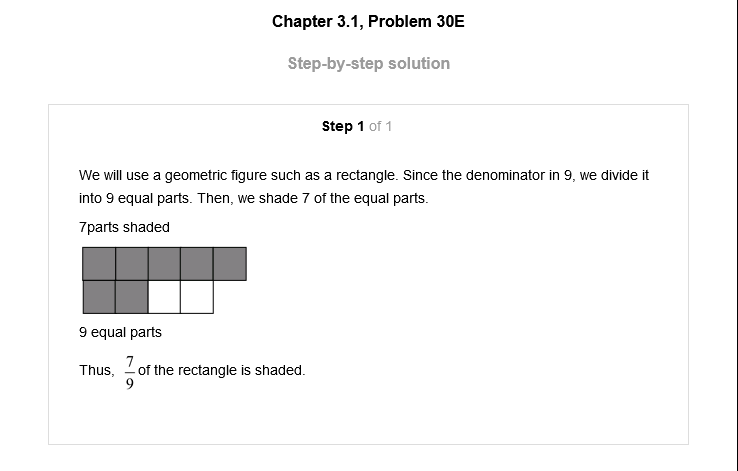 Chapter 3.1, Problem 30E
Step-by-step solution
Step 1 of 1
We will use a geometric figure such as a rectangle. Since the denominator in 9, we divide it
into 9 equal parts. Then, we shade 7 of the equal parts.
7parts shaded
9 equal parts
Thus, 7/9 of the rectangle is shaded.